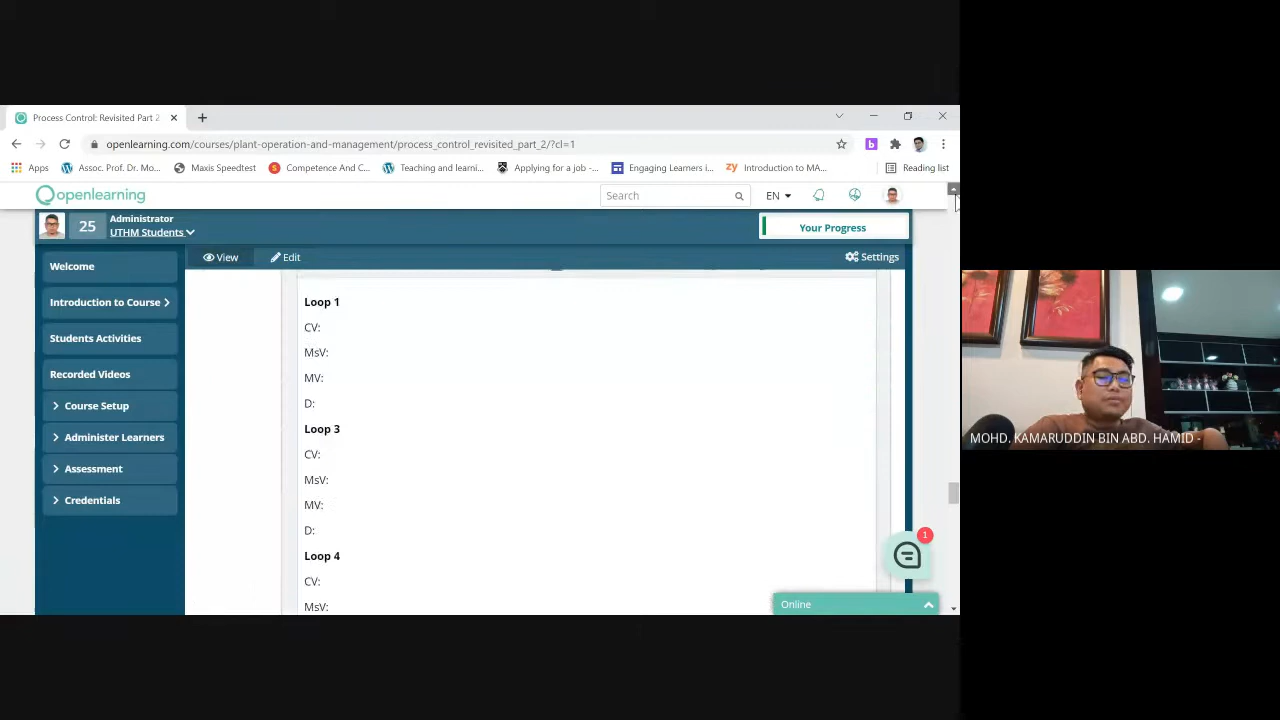 Process Control: Revisited Part 2
openlearning.com/courses/plant-operation-and-management/process_control_revisited_part_2/?cl=1
Apps
Assoc. Prof. Dr. Mo...
Maxis Speedtest
Competence And C...
Teaching and learni...
Applying for a job -...
Engaging Learners i...
zy Introduction to MA...
Reading list
openlearning
Search
EN
25
Administrator
UTHM Students
Your Progress
View
Edit
Settings
Welcome
Introduction to Course
Students Activities
Recorded Videos
Course Setup
Administer Learners
Assessment
Credentials
Loop 1
CV:
MsV:
MV:
D:
Loop 3
CV:
MsV:
MV:
D:
Loop 4
CV:
MsV:
1
Online
MOHD. KAMARUDDIN BIN ABD. HAMID -